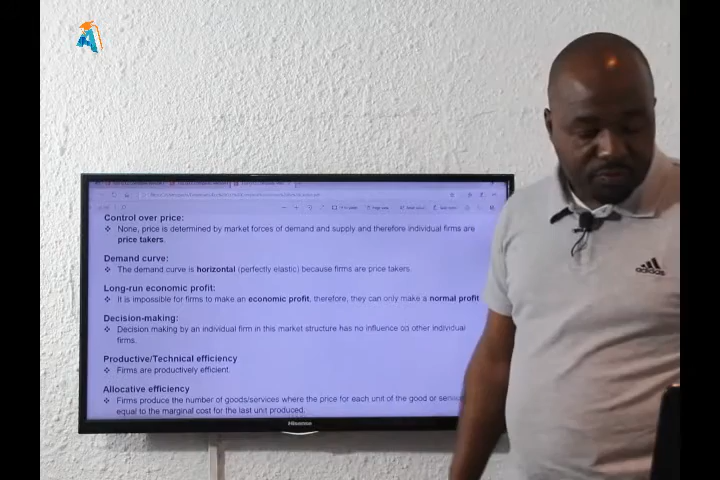 Control over price:
❖ None, price is determined by market forces of demand and supply and therefore individual firms are
price takers.
Demand curve:
❖ The demand curve is horizontal (perfectly elastic) because firms are price takers.
Long-run economic profit:
❖ It is impossible for firms to make an economic profit, therefore, they can only make a normal profit
Decision-making:
❖ Decision making by an individual firm in this market structure has no influence on other individual
firms.
Productive/Technical efficiency
❖ Firms are productively efficient.
Allocative efficiency
❖ Firms produce the number of goods/services where the price for each unit of the good or
equal to the marginal cost for the last unit produced.
Hisense
adidas